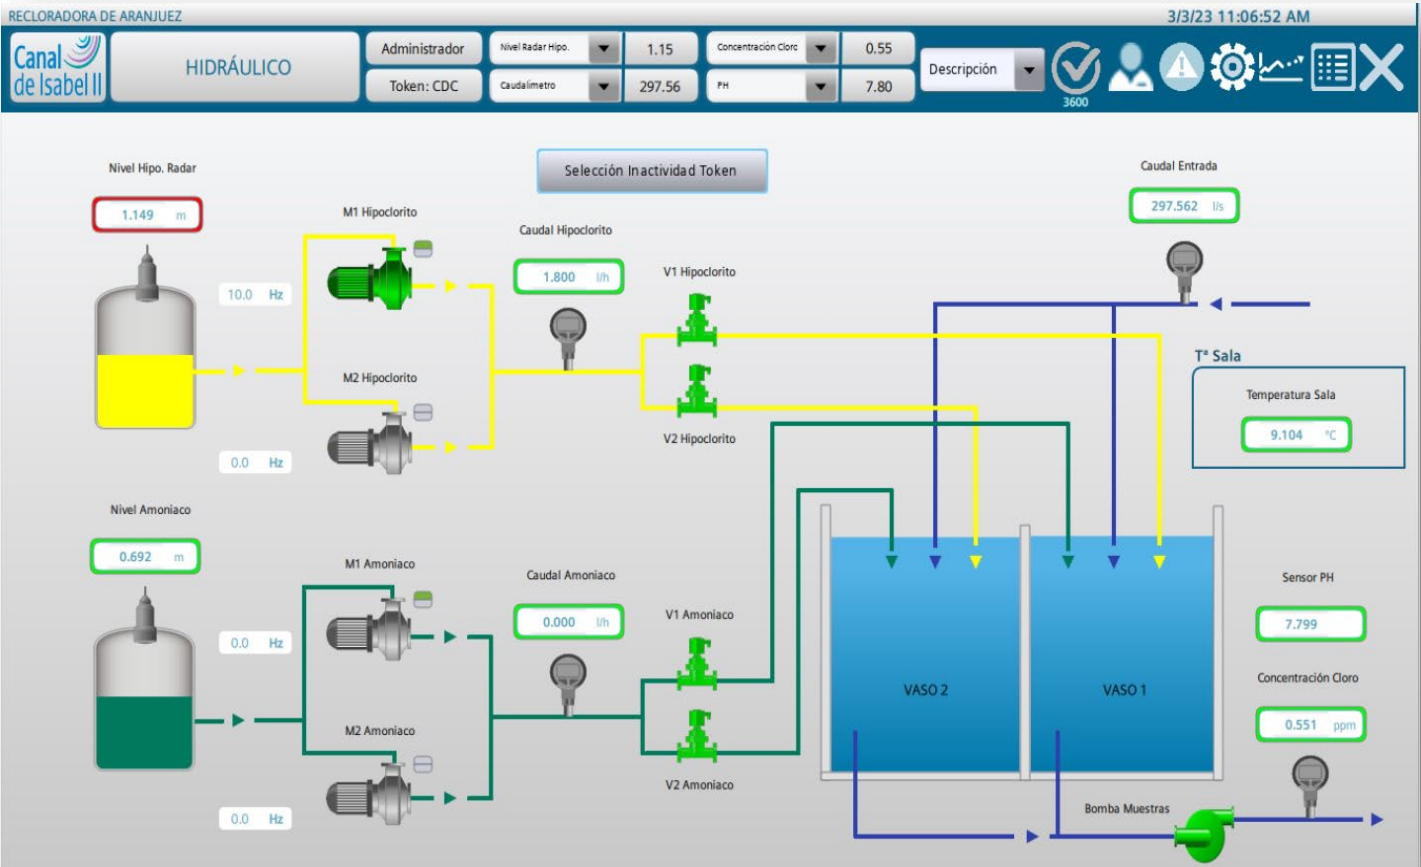 RECLORADORA DE ARANJUEZ
3/3/23 11:06:52 AM
Canal
de Isabel II
HIDRÁULICO
Administrador
Nivel Radar Hipo.
1.15
Concentración Cloro
0.55
Token: CDC
Caudalímetro
297.56
PH
7.80
Descripción
3600
Selección Inactividad Token
Nivel Hipo. Radar
1.149 m
M1 Hipoclorito
10.0 Hz
Caudal Hipoclorito
1.800 l/h
V1 Hipoclorito
Caudal Entrada
297.562 l/s
M2 Hipoclorito
0.0 Hz
V2 Hipoclorito
Tª Sala
Temperatura Sala
9.104 °C
Nivel Amoniaco
0.692 m
M1 Amoniaco
0.0 Hz
Caudal Amoniaco
0.000 l/h
V1 Amoniaco
M2 Amoniaco
0.0 Hz
V2 Amoniaco
VASO 2
VASO 1
Sensor PH
7.799
Concentración Cloro
0.551 ppm
Bomba Muestras